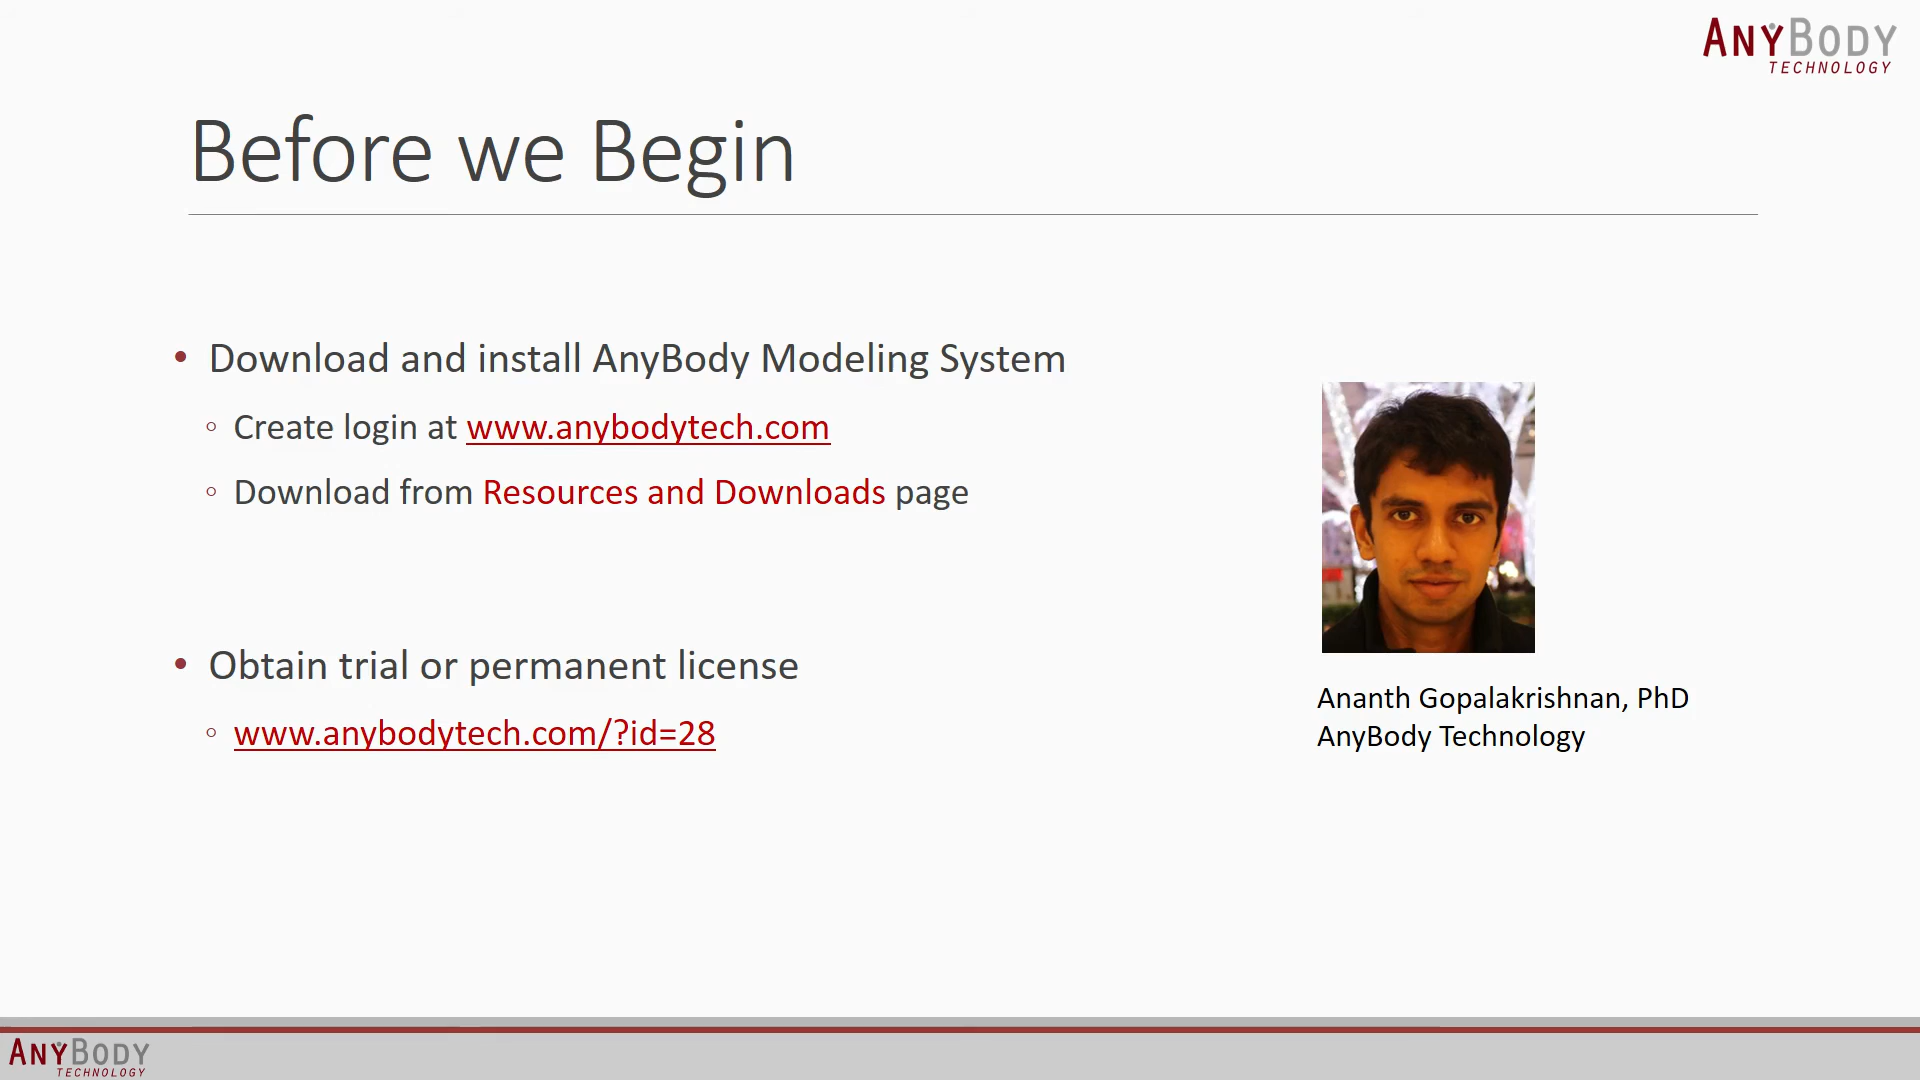 ANYBODY
TECHNOLOGY
Before we Begin
• Download and install AnyBody Modeling System
◦ Create login at www.anybodytech.com
◦ Download from Resources and Downloads page
• Obtain trial or permanent license
◦ www.anybodytech.com/?id=28
Ananth Gopalakrishnan, PhD
AnyBody Technology
ANYBODY
TECHNOLOGY